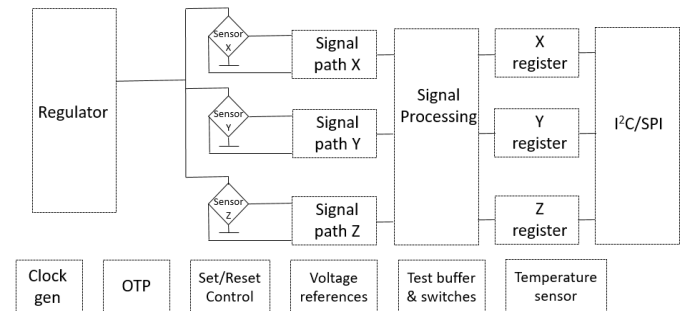 Regulator
Sensor
X
Signal
path X
Sensor
Y
Signal
path Y
Sensor
Z
Signal
path Z
Signal
Processing
X
register
Y
register
Z
register
I²C/SPI
Clock
gen
OTP
Set/Reset
Control
Voltage
references
Test buffer
& switches
Temperature
sensor